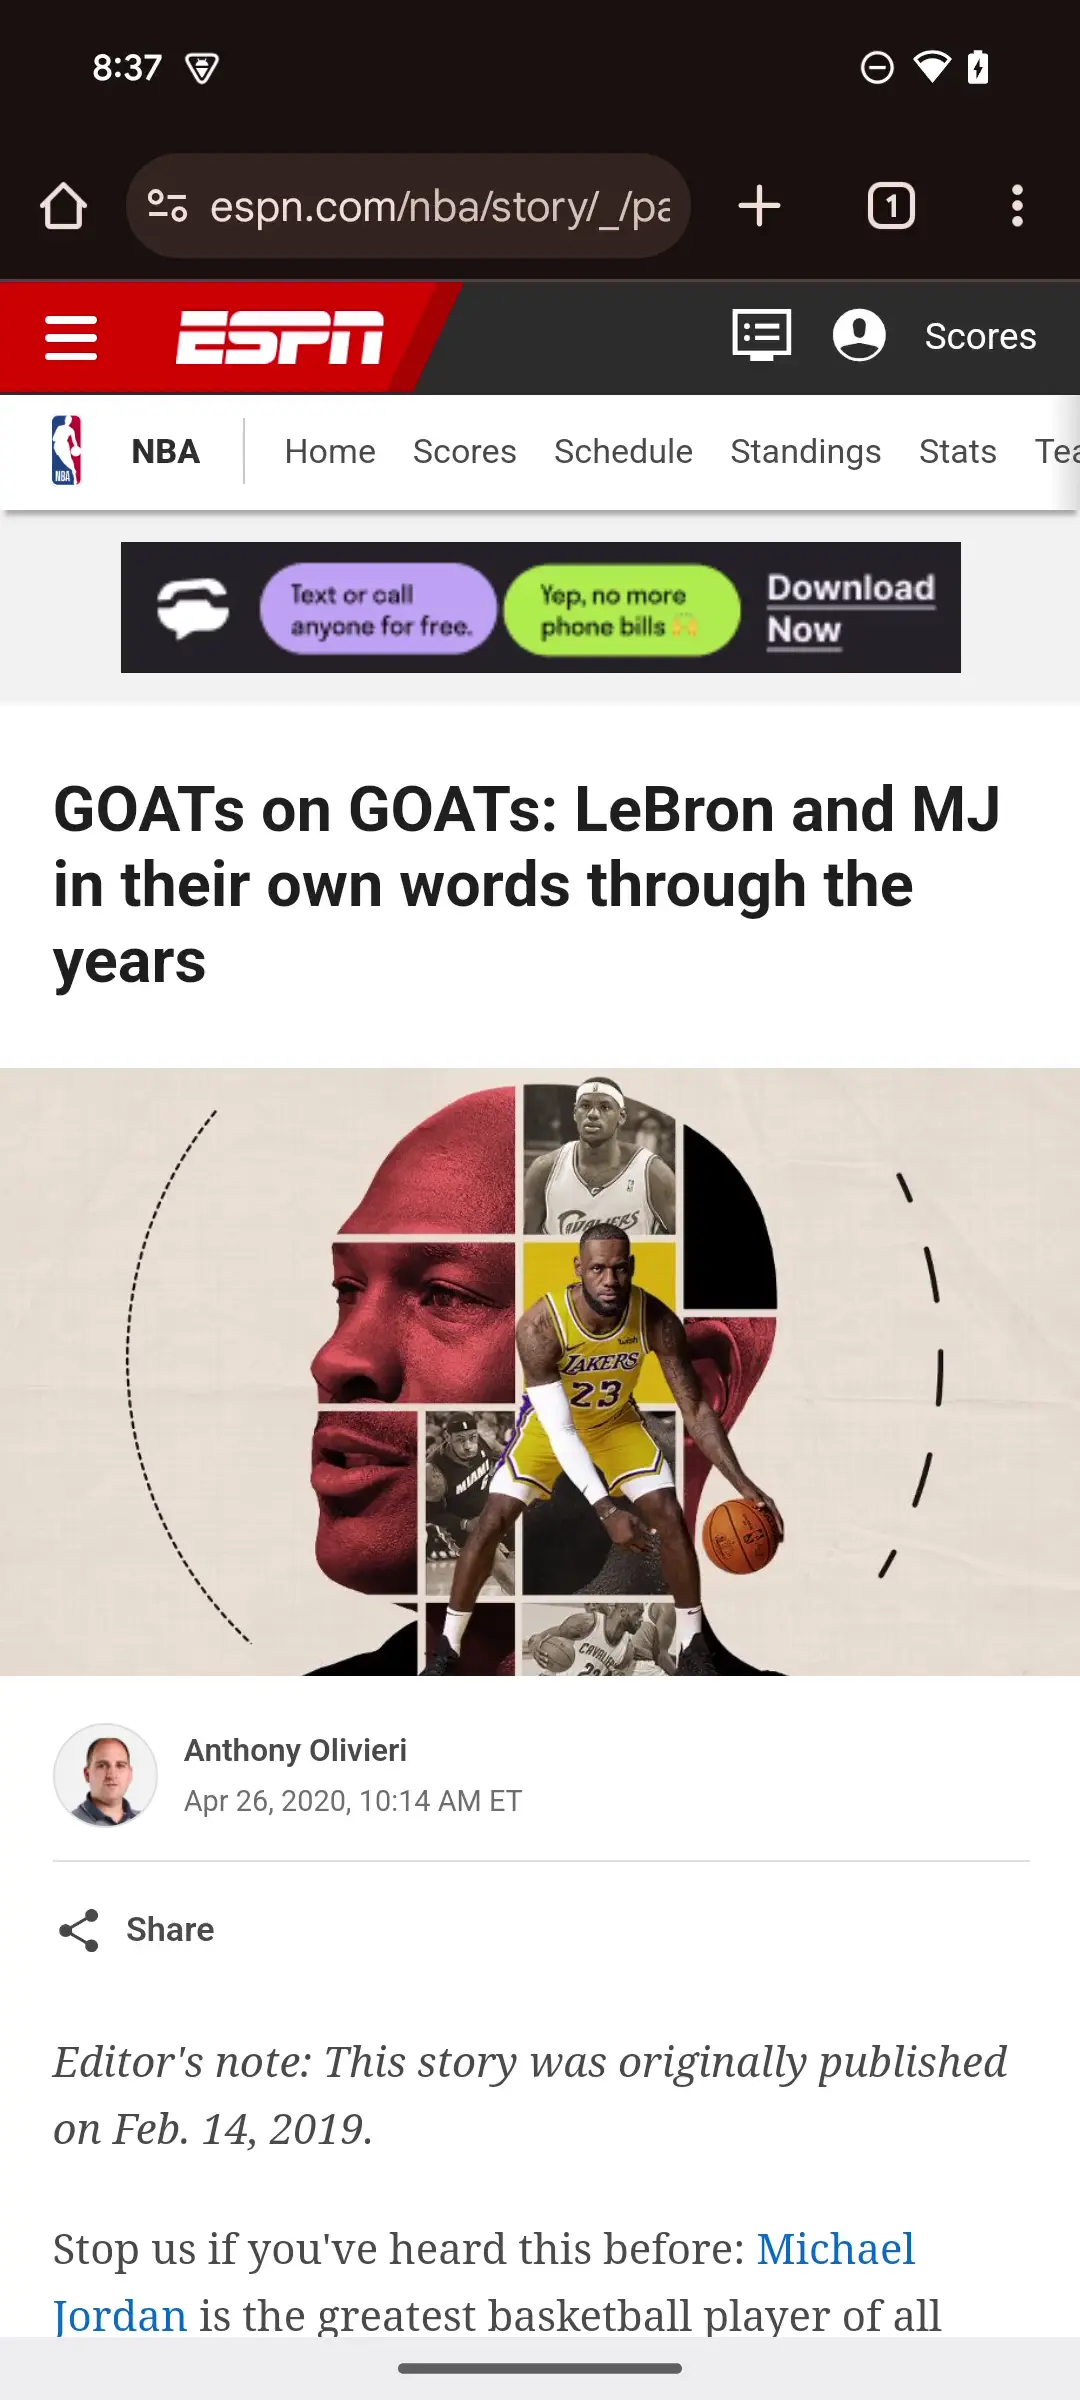 8:37
espn.com/nba/story/_/pa
1
ESPN
Scores
NBA
NBA
Home
Scores
Schedule
Standings
Stats
Tea
Text or call
anyone for free.
Yep, no more
phone bills 🙌
Download
Now
GOATs on GOATs: LeBron and MJ
in their own words through the
years
CAVALIERS
LAKERS
23
MIAMI
CAVALIERS
Anthony Olivieri
Apr 26, 2020, 10:14 AM ET
Share
Editor's note: This story was originally published
on Feb. 14, 2019.
Stop us if you've heard this before: Michael
Jordan is the greatest basketball player of all